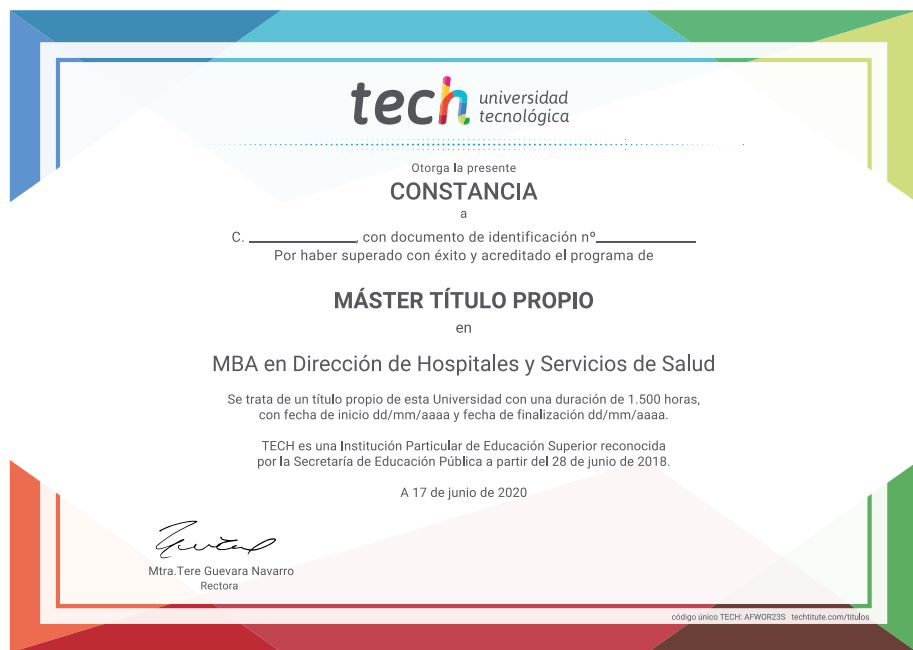 tech universidad
tecnológica
Otorga la presente
CONSTANCIA
a
C. ____________, con documento de identificación nº___________
Por haber superado con éxito y acreditado el programa de
MÁSTER TÍTULO PROPIO
en
MBA en Dirección de Hospitales y Servicios de Salud
Se trata de un título propio de esta Universidad con una duración de 1.500 horas,
con fecha de inicio dd/mm/aaaa y fecha de finalización dd/mm/aaaa.
TECH es una Institución Particular de Educación Superior reconocida
por la Secretaría de Educación Pública a partir del 28 de junio de 2018.
A 17 de junio de 2020
Mtra.Tere Guevara Navarro
Rectora
código único TECH: AFWOR23S techtitute.com/titulos